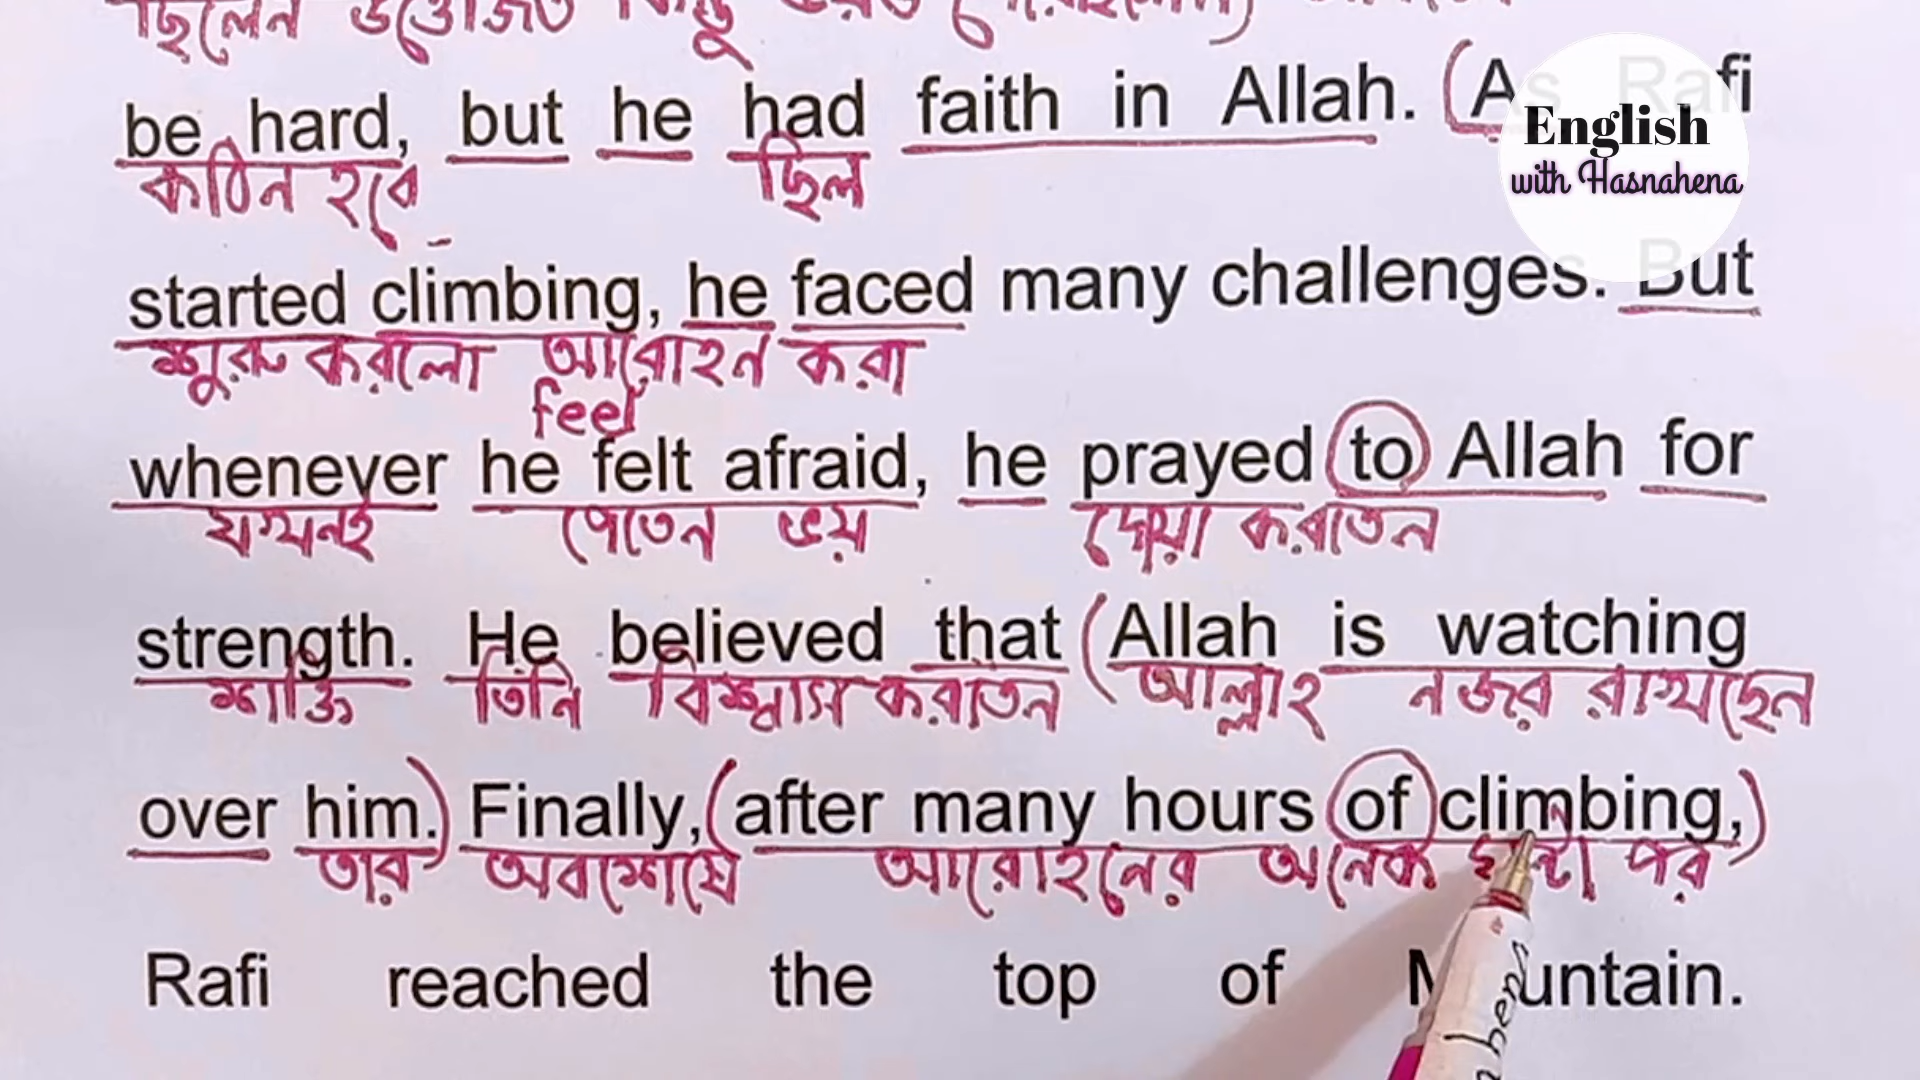 ছিলেন উত্তেজিত কিন্তু
be hard, but he had faith in Allah. (As Rafi
English
with Hasnahena
কঠিন হবে ছিল
started climbing, he faced many challenges. But
শুরু করলো আরোহন করা
feel
whenever he felt afraid, he prayed to Allah for
যখনই পেতেন ভয় দোয়া করতেন
strength. He believed that (Allah is watching
শক্তি তিনি বিশ্বাস করতেন আল্লাহ নজর রাখছেন
over him.) Finally, (after many hours of climbing,)
তার অবশেষে আরোহনের অনেক ঘন্টা পর
Rafi reached the top of